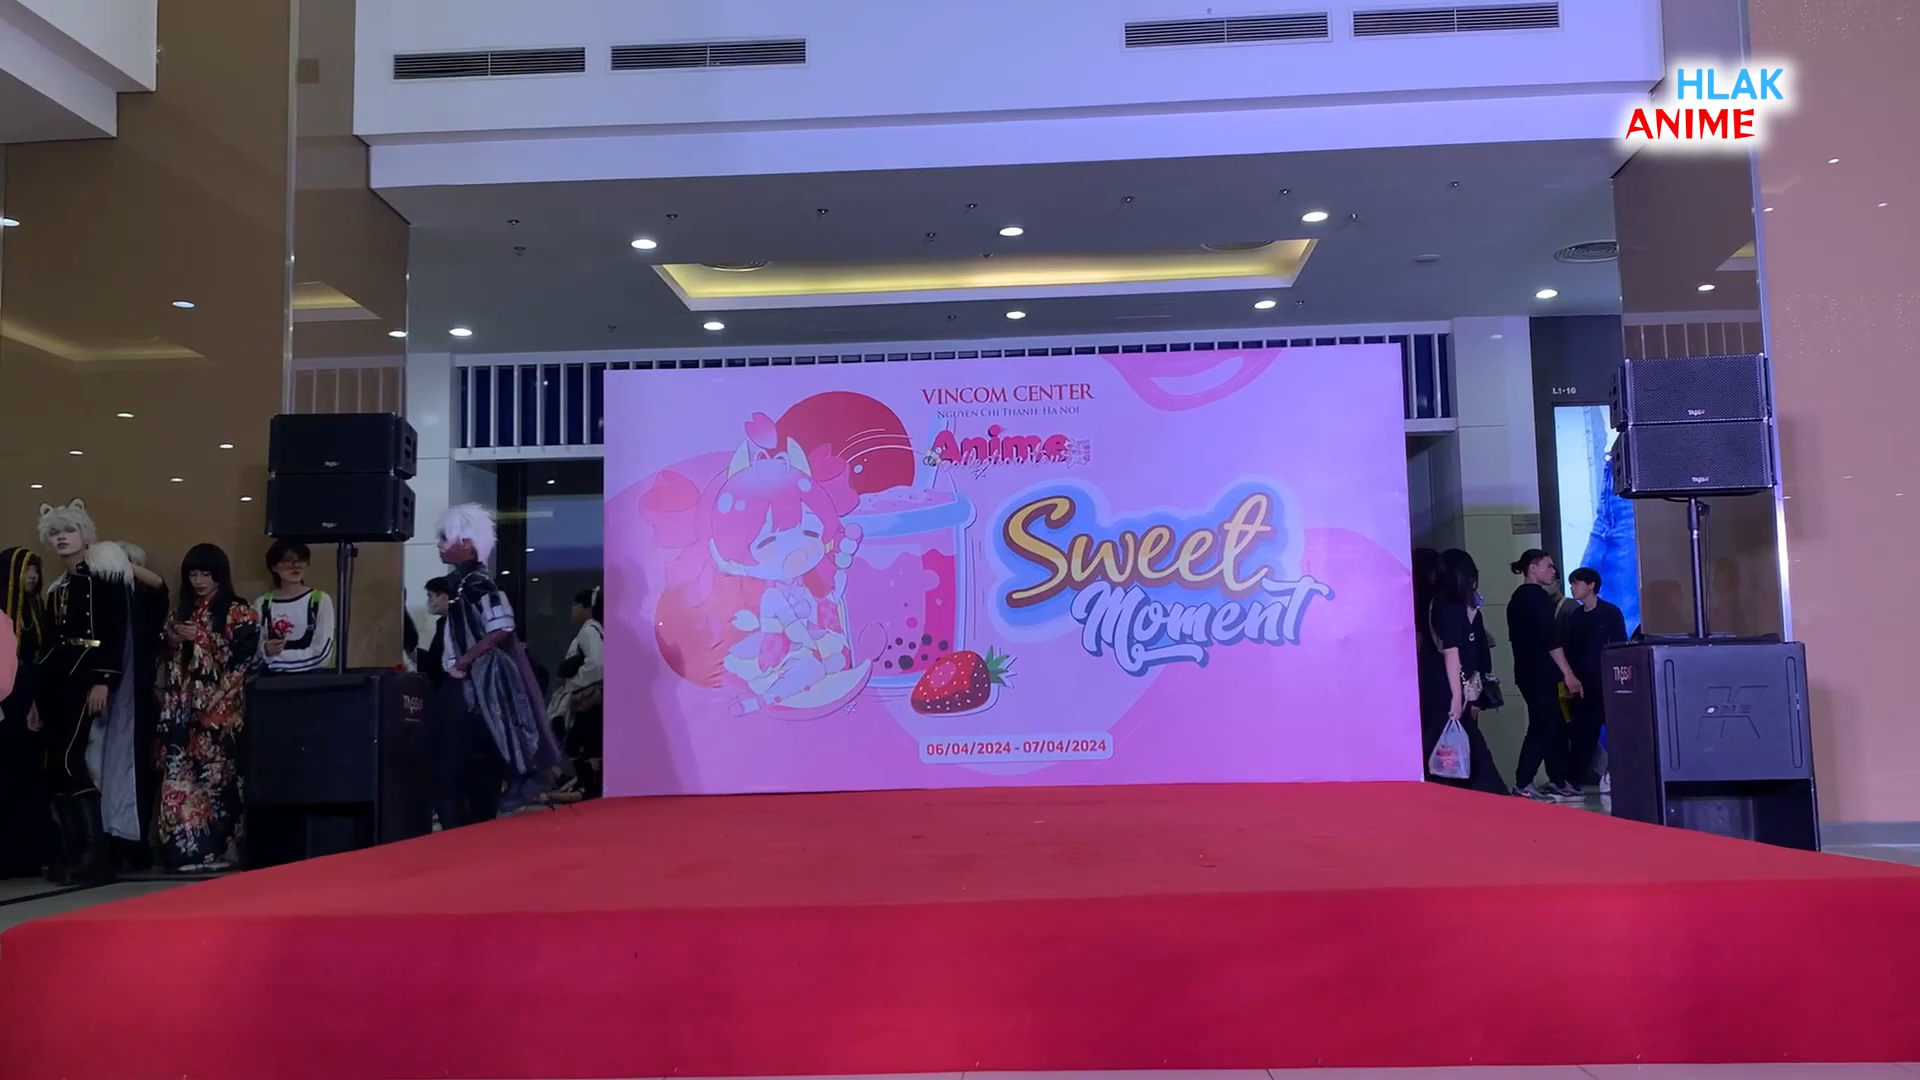 HLAK
ANIME
VINCOM CENTER
NGUYEN CHI THANH, HA NOI
Anime
Sweet
Moment
06/04/2024 - 07/04/2024
L1-16
ONE